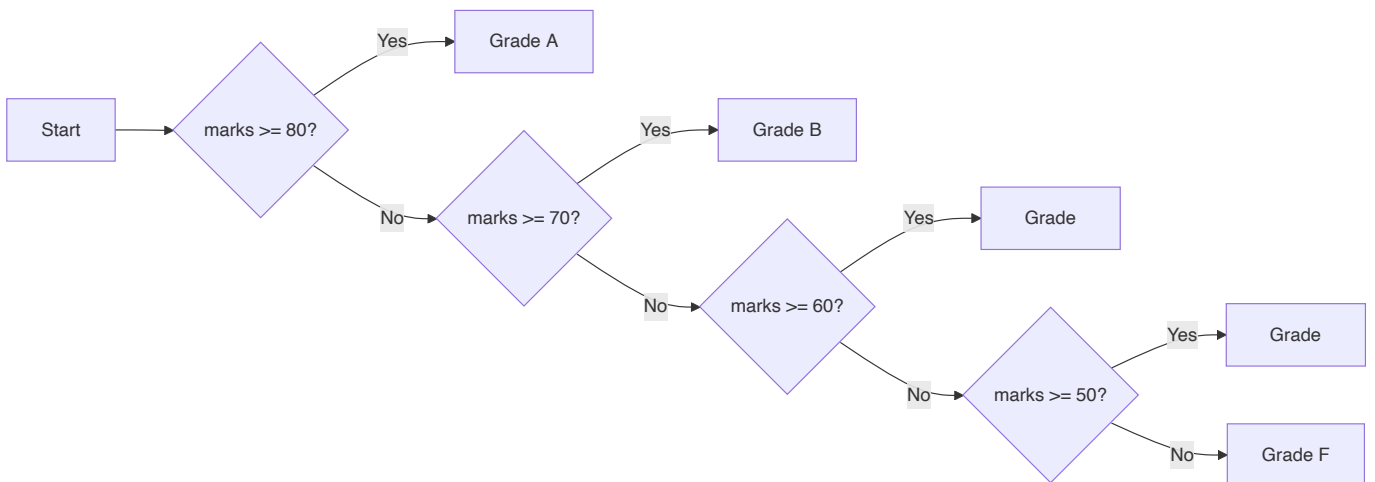 Start
marks >= 80?
Yes
Grade A
No
marks >= 70?
Yes
Grade B
No
marks >= 60?
Yes
Grade
No
marks >= 50?
Yes
Grade
No
Grade F